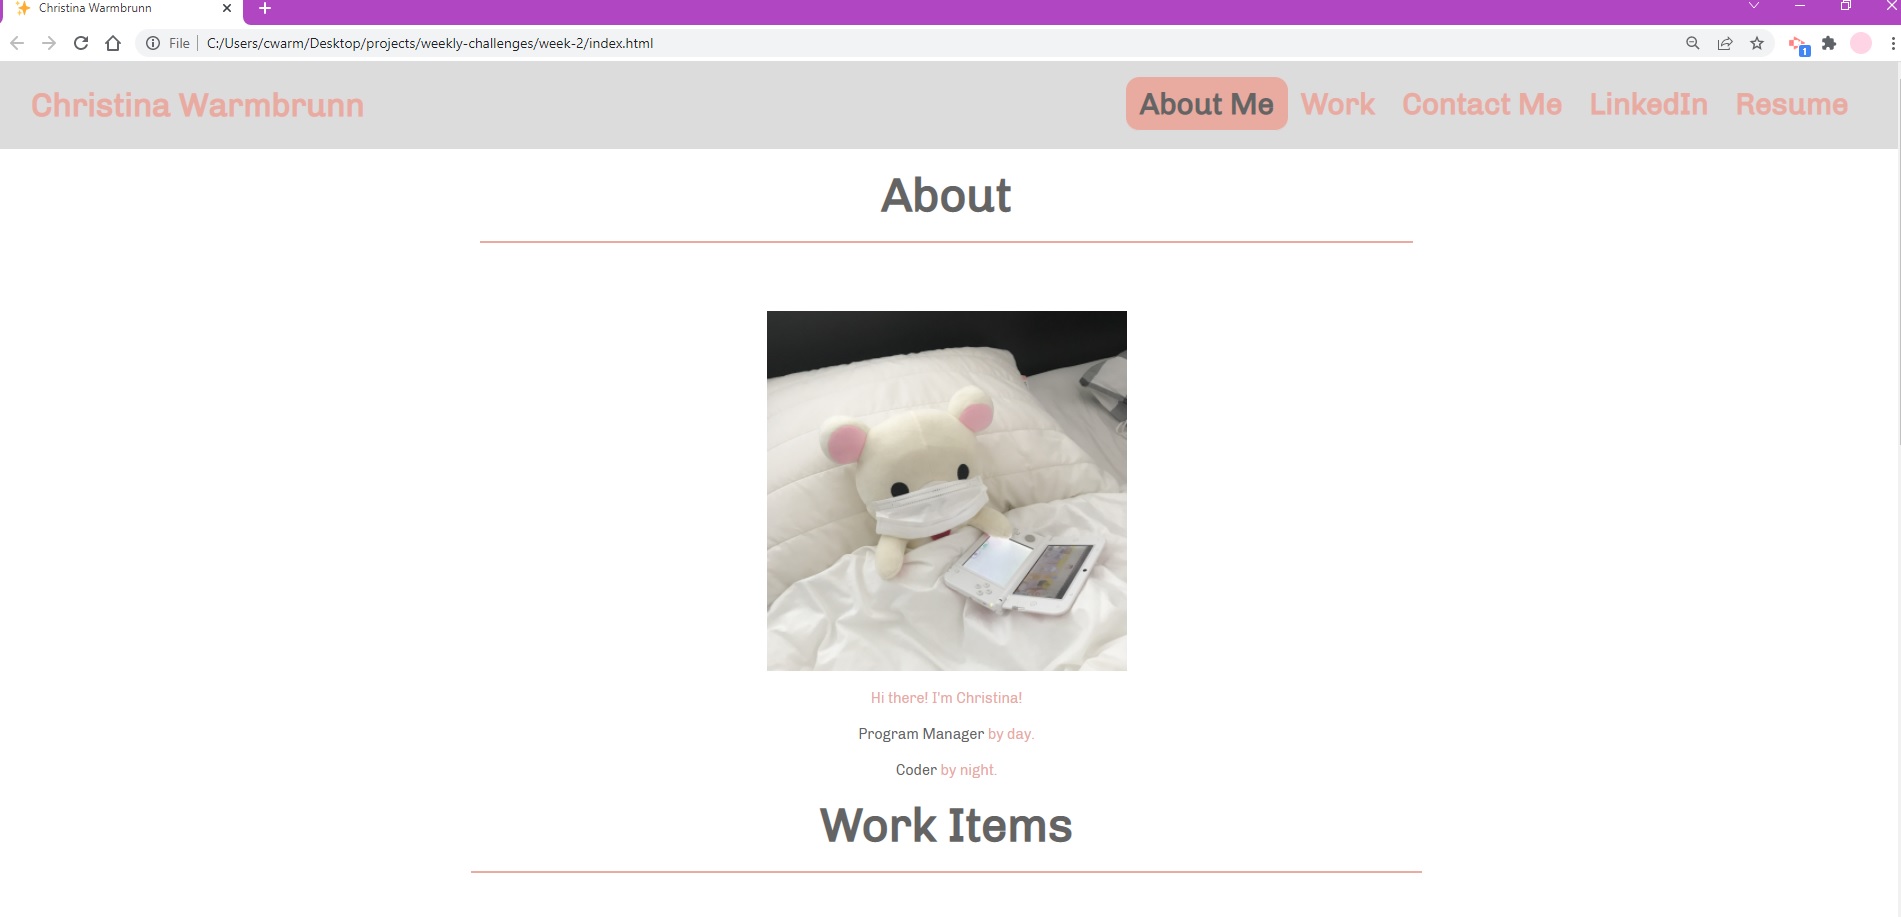 Christina Warmbrunn
File C:/Users/cwarm/Desktop/projects/weekly-challenges/week-2/index.html
1
Christina Warmbrunn About Me Work Contact Me LinkedIn Resume
About
Hi there! I'm Christina!
Program Manager by day.
Coder by night.
Work Items